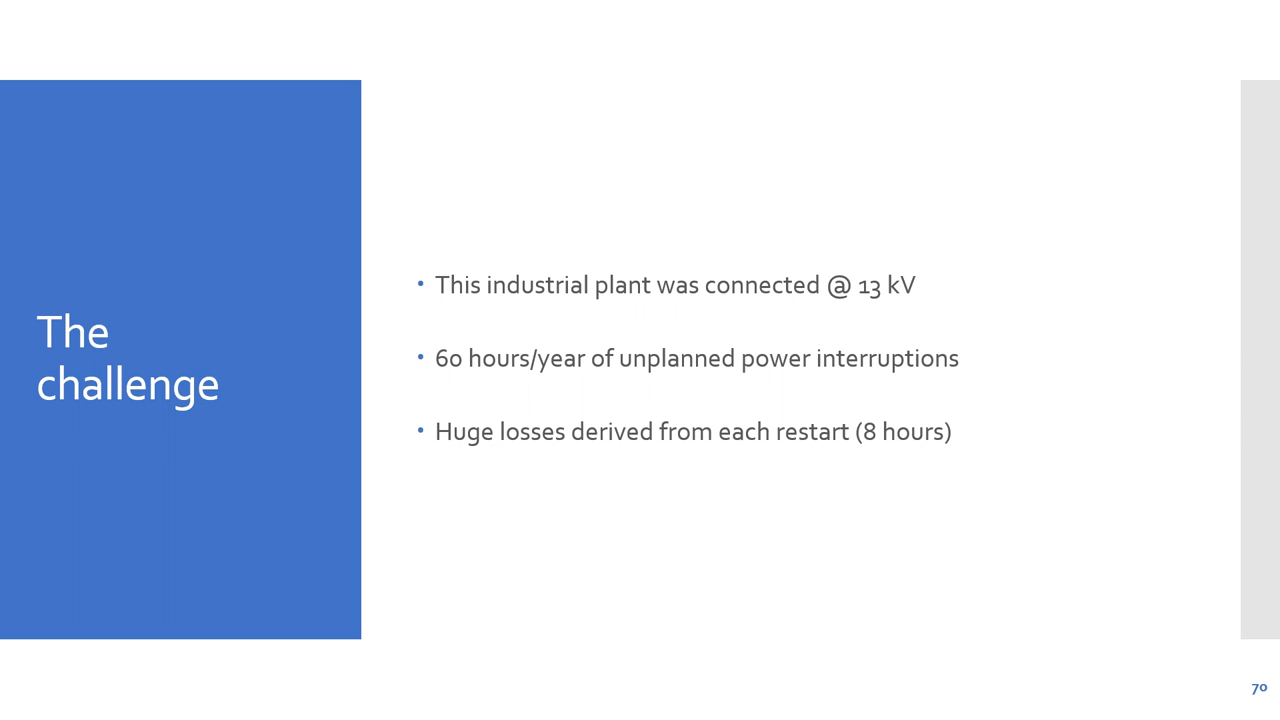 The
challenge
• This industrial plant was connected @ 13 kV
• 60 hours/year of unplanned power interruptions
• Huge losses derived from each restart (8 hours)
70